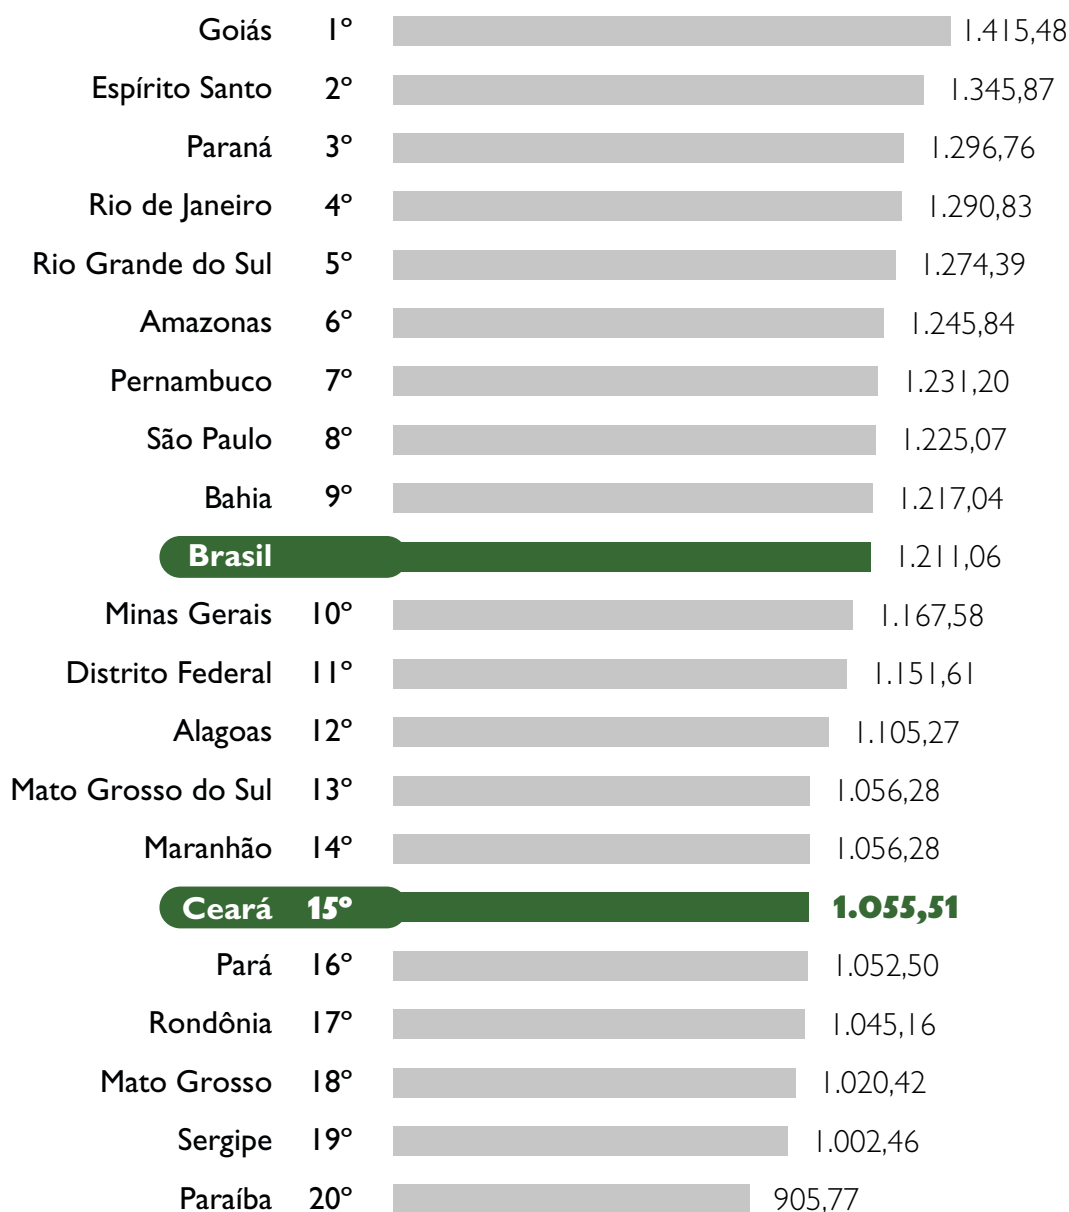 Goiás 1º 1.415,48
Espírito Santo 2º 1.345,87
Paraná 3º 1.296,76
Rio de Janeiro 4º 1.290,83
Rio Grande do Sul 5º 1.274,39
Amazonas 6º 1.245,84
Pernambuco 7º 1.231,20
São Paulo 8º 1.225,07
Bahia 9º 1.217,04
Brasil 1.211,06
Minas Gerais 10º 1.167,58
Distrito Federal 11º 1.151,61
Alagoas 12º 1.105,27
Mato Grosso do Sul 13º 1.056,28
Maranhão 14º 1.056,28
Ceará 15º 1.055,51
Pará 16º 1.052,50
Rondônia 17º 1.045,16
Mato Grosso 18º 1.020,42
Sergipe 19º 1.002,46
Paraíba 20º 905,77